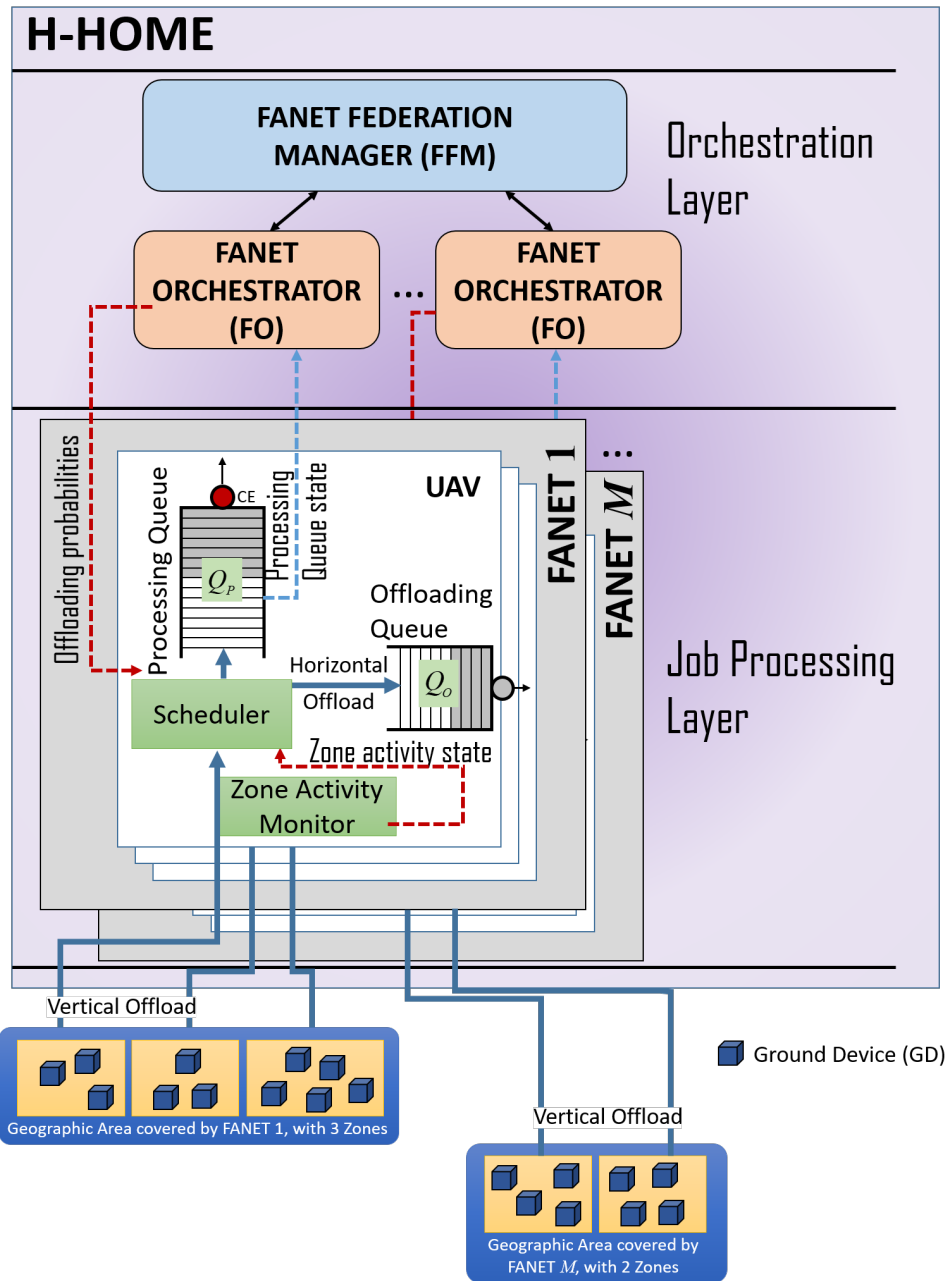 H-HOME
FANET FEDERATION
MANAGER (FFM)
Orchestration
Layer
FANET
ORCHESTRATOR
(FO)
...
FANET
ORCHESTRATOR
(FO)
Offloading probabilities
Processing Queue
CE
Q_P
Processing
Queue state
UAV
FANET 1
...
FANET M
Offloading
Queue
Horizontal
Offload
Q_O
Scheduler
Zone activity state
Zone Activity
Monitor
Job Processing
Layer
Vertical Offload
Geographic Area covered by FANET 1, with 3 Zones
Ground Device (GD)
Vertical Offload
Geographic Area covered by
FANET M, with 2 Zones